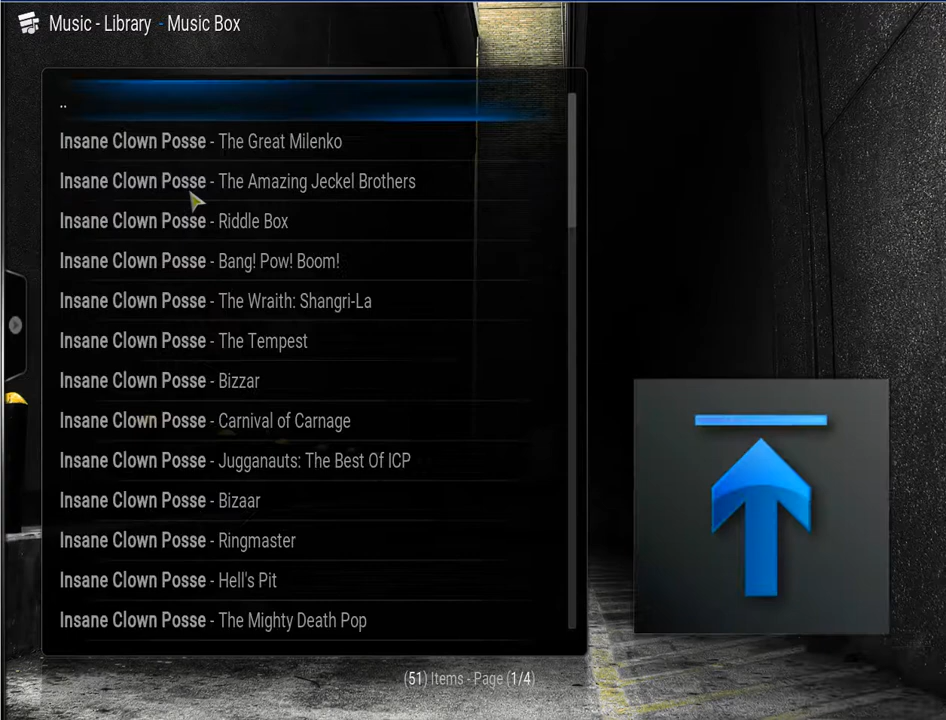 Music - Library - Music Box
..
Insane Clown Posse - The Great Milenko
Insane Clown Posse - The Amazing Jeckel Brothers
Insane Clown Posse - Riddle Box
Insane Clown Posse - Bang! Pow! Boom!
Insane Clown Posse - The Wraith: Shangri-La
Insane Clown Posse - The Tempest
Insane Clown Posse - Bizzar
Insane Clown Posse - Carnival of Carnage
Insane Clown Posse - Jugganauts: The Best Of ICP
Insane Clown Posse - Bizaar
Insane Clown Posse - Ringmaster
Insane Clown Posse - Hell's Pit
Insane Clown Posse - The Mighty Death Pop
(51) Items - Page (1/4)